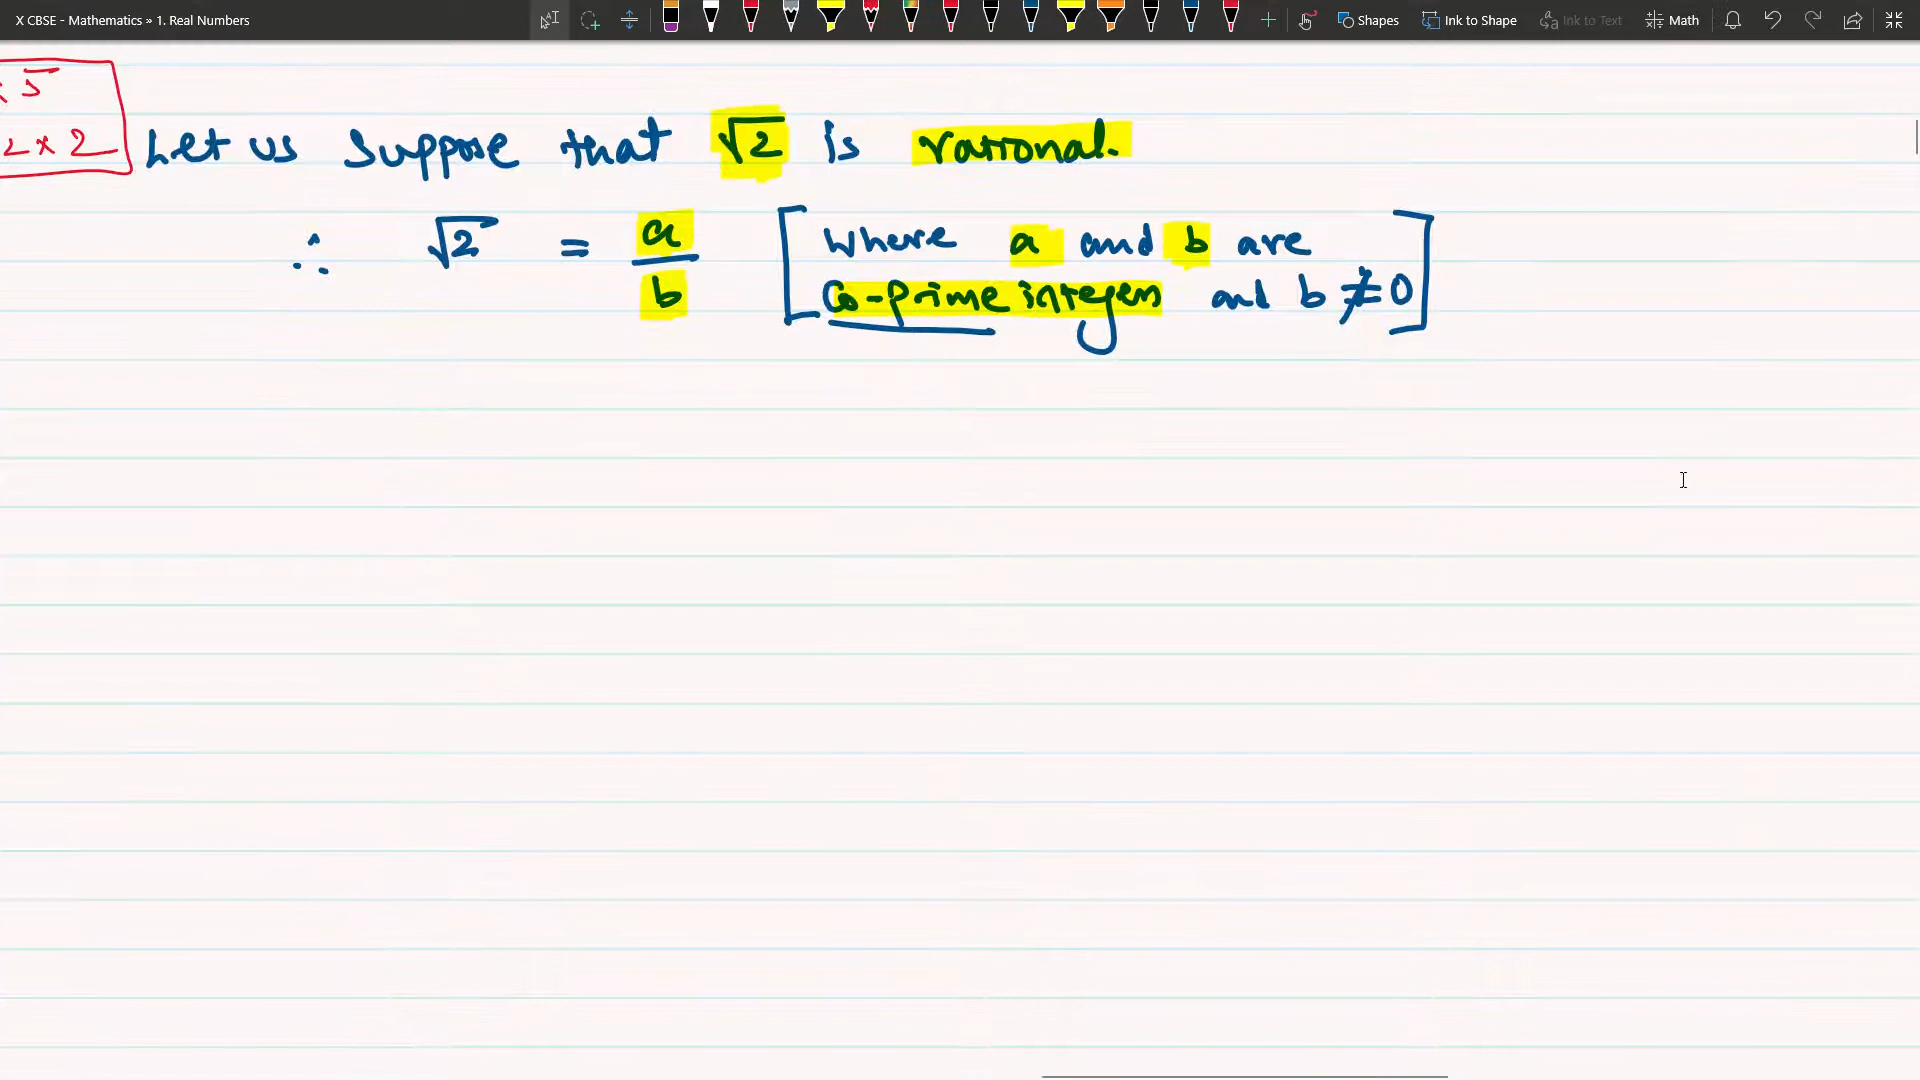 X CBSE - Mathematics » 1. Real Numbers
Shapes
Ink to Shape
Ink to Text
Math
5
2 × 2
Let us suppose that √2 is rational.
∴ √2 = a/b [where a and b are
Co-prime integers and b ≠ 0]